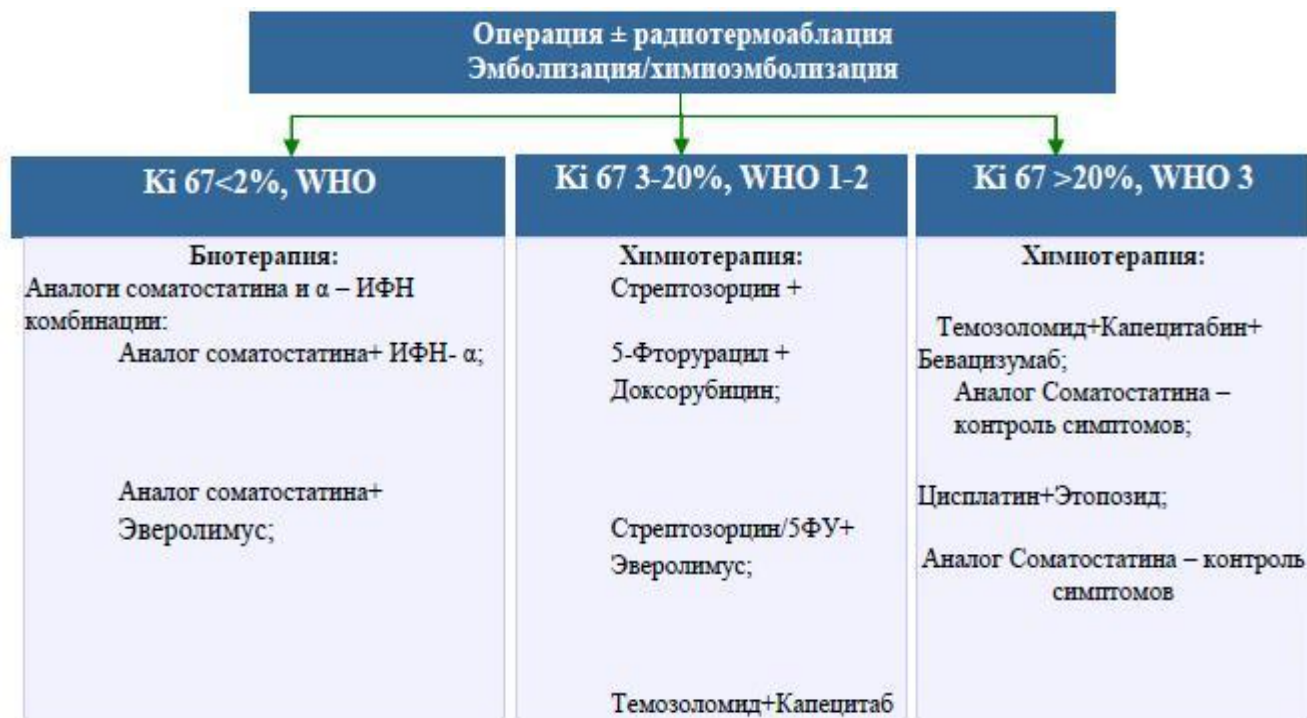 Операция ± радиотермоаблация
Эмболизация/химиоэмболизация
Ki 67<2%, WHO
Ki 67 3-20%, WHO 1-2
Ki 67 >20%, WHO 3
Биотерапия:
Аналоги соматостатина и α – ИФН
комбинации:
Аналог соматостатина+ ИФН- α;
Аналог соматостатина+
Эверолимус;
Химиотерапия:
Стрептозорцин +
5-Фторурацил +
Доксорубицин;
Стрептозорцин/5ФУ+
Эверолимус;
Темозоломид+Капецитаб
Химиотерапия:
Темозоломид+Капецитабин+
Бевацизумаб;
Аналог Соматостатина –
контроль симптомов;
Цисплатин+Этопозид;
Аналог Соматостатина – контроль
симптомов